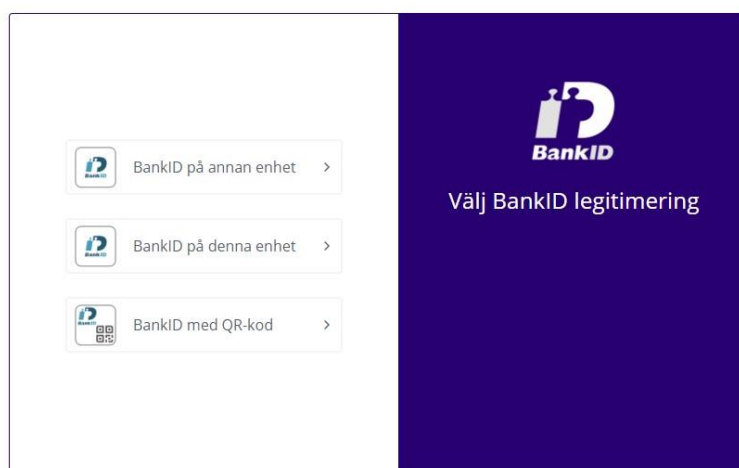 BankID på annan enhet
BankID på denna enhet
BankID med QR-kod
BankID
Välj BankID legitimering